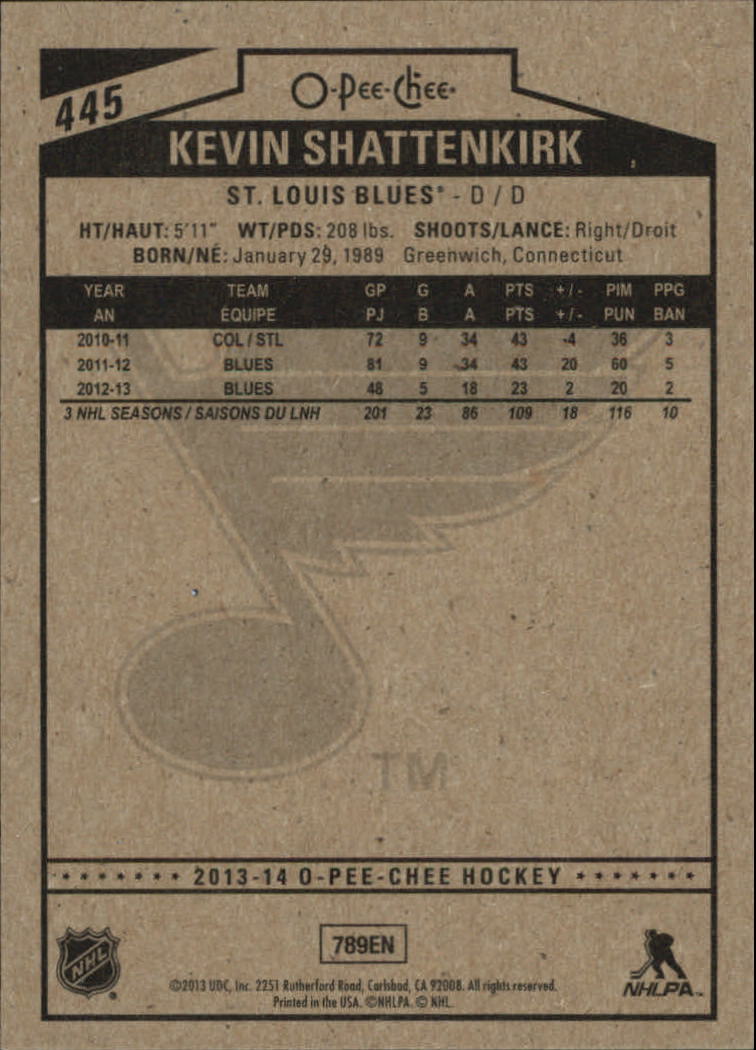 445
O-Pee-Chee
KEVIN SHATTENKIRK
ST. LOUIS BLUES® - D / D
HT/HAUT: 5'11" WT/PDS: 208 lbs. SHOOTS/LANCE: Right/Droit
BORN/NÉ: January 29, 1989 Greenwich, Connecticut
YEAR TEAM GP G A PTS +/- PIM PPG
AN ÉQUIPE PJ B A PTS +/- PUN BAN
2010-11 COL / STL 72 9 34 43 -4 36 3
2011-12 BLUES 81 9 34 43 20 60 5
2012-13 BLUES 48 5 18 23 2 20 2
3 NHL SEASONS / SAISONS DU LNH 201 23 86 109 18 116 10
TM
2013-14 O-PEE-CHEE HOCKEY
789EN
NHL
NHLPA
©2013 UDC, Inc. 2251 Rutherford Road, Carlsbad, CA 92008. All rights reserved.
Printed in the USA. ©NHLPA. © NHL.